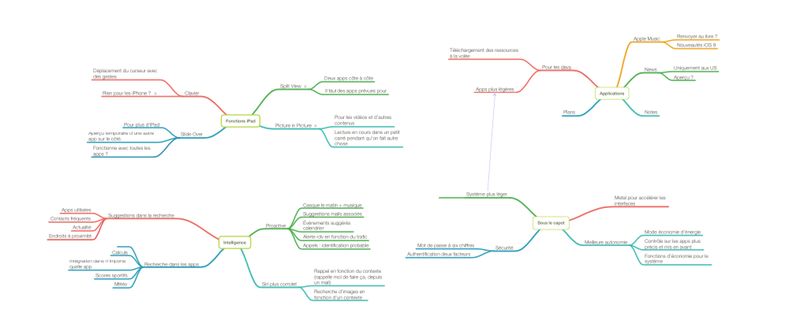 Déplacement du curseur avec
des gestes
Rien pour les iPhone ?
Clavier
Pour plus d'iPad
Aperçu temporaire d'une autre
app sur le côté
Fonctionne avec toutes les
apps ?
Slide Over
Fonctions iPad
Split View
Deux apps côte à côte
Il faut des apps prévues pour
Picture in Picture
Pour les vidéos et d'autres
contenus
Lecture en cours dans un petit
carré pendant qu'on fait autre
chose
Téléchargement des ressources
à la volée
Apps plus légères
Pour les devs
Plans
Applications
Apple Music
Renvoyer au livre ?
Nouveautés iOS 9
News
Uniquement aux US
Aperçu ?
Notes
Apps utilisées
Contacts fréquents
Actualité
Endroits à proximité
Suggestions dans la recherche
Calculs
Intégration dans n'importe
quelle app
Scores sportifs
Météo
Recherche dans les apps
Intelligence
Proactive
Casque le matin = musique
Suggestions mails associés
Événements suggérés
calendrier
Alerte rdv en fonction du trafic
Appels : identification probable
Siri plus complet
Rappel en fonction du contexte
(rappelle moi de faire ça, depuis
un mail)
Recherche d'images en
fonction d'un contexte
Système plus léger
Mot de passe à six chiffres
Authentification deux facteurs
Sécurité
Sous le capot
Metal pour accélérer les
interfaces
Meilleure autonomie
Mode économie d'énergie
Contrôle sur les apps plus
précis et mis en avant
Fonctions d'économie pour le
système